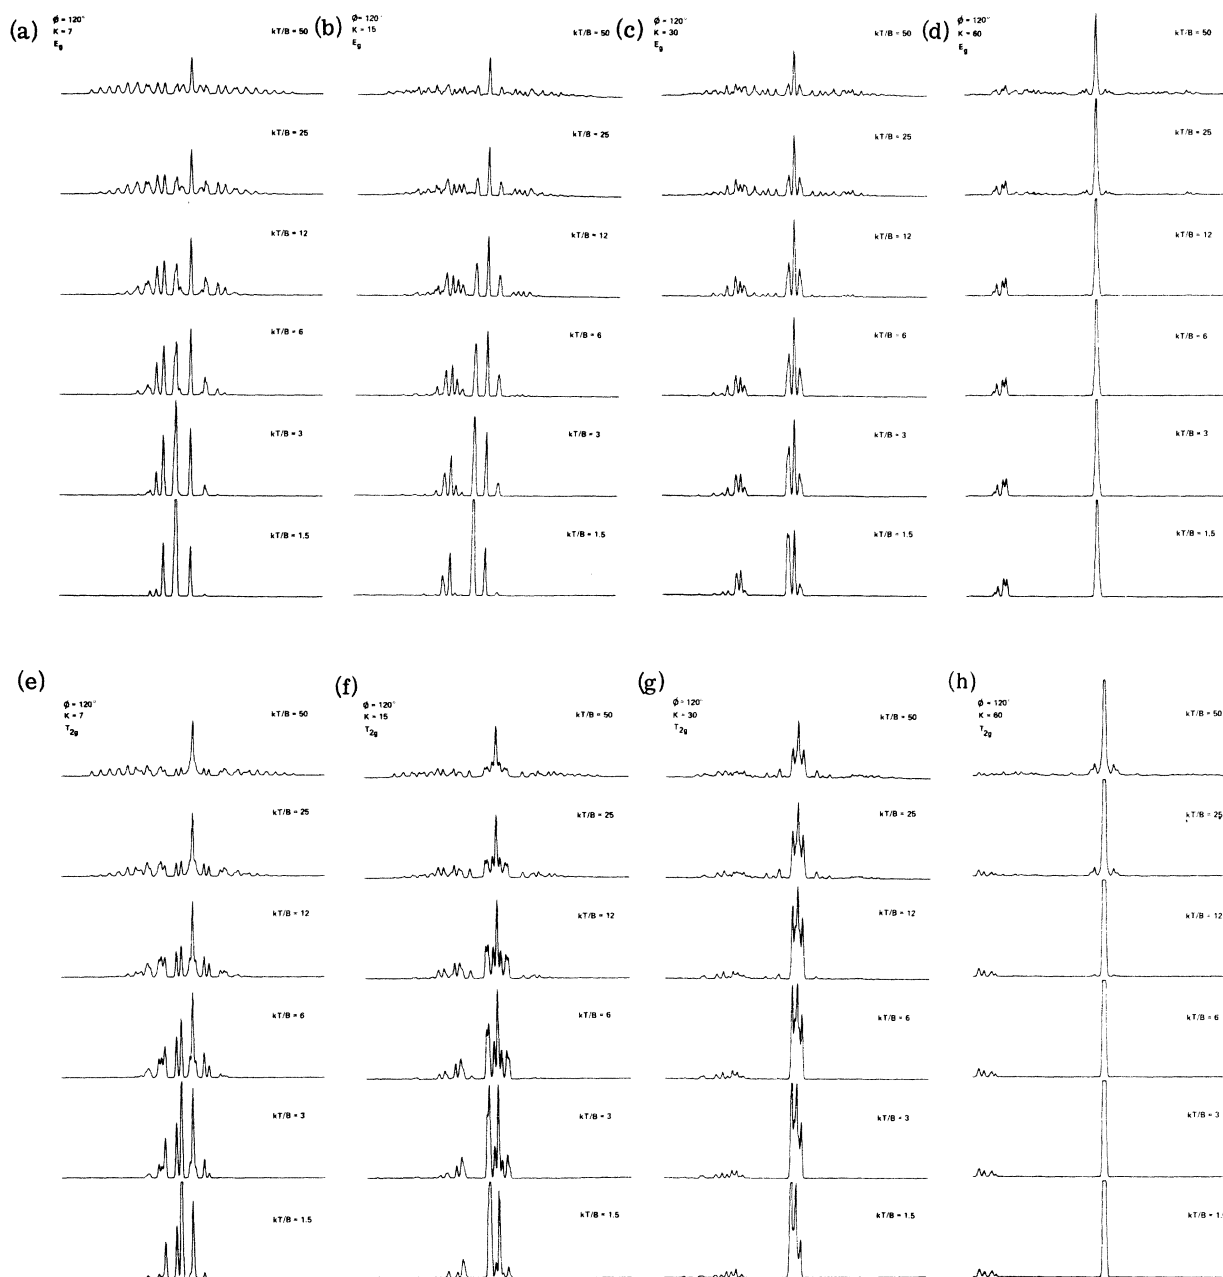 (a)
Ø = 120°
K = 7
Eg
kT/B = 50
kT/B = 25
kT/B = 12
kT/B = 6
kT/B = 3
kT/B = 1.5
(b)
Ø = 120°
K = 15
Eg
kT/B = 50
kT/B = 25
kT/B = 12
kT/B = 6
kT/B = 3
kT/B = 1.5
(c)
Ø = 120°
K = 30
Eg
kT/B = 50
kT/B = 25
kT/B = 12
kT/B = 6
kT/B = 3
kT/B = 1.5
(d)
Ø = 120°
K = 60
Eg
kT/B = 50
kT/B = 25
kT/B = 12
kT/B = 6
kT/B = 3
kT/B = 1.5
(e)
Ø = 120°
K = 7
T2g
kT/B = 50
kT/B = 25
kT/B = 12
kT/B = 6
kT/B = 3
kT/B = 1.5
(f)
Ø = 120°
K = 15
T2g
kT/B = 50
kT/B = 25
kT/B = 12
kT/B = 6
kT/B = 3
kT/B = 1.5
(g)
Ø = 120°
K = 30
T2g
kT/B = 50
kT/B = 25
kT/B = 12
kT/B = 6
kT/B = 3
kT/B = 1.5
(h)
Ø = 120°
K = 60
T2g
kT/B = 50
kT/B = 25
kT/B = 12
kT/B = 6
kT/B = 3
kT/B = 1.